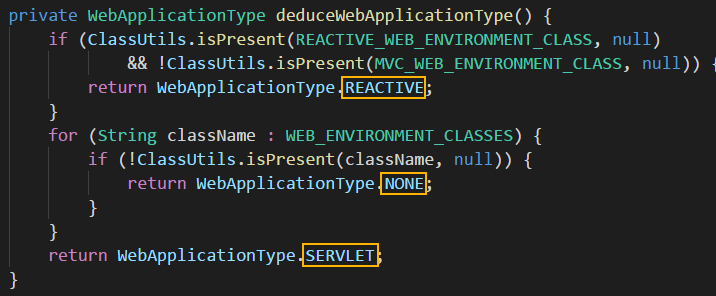 private WebApplicationType deduceWebApplicationType() {
if (ClassUtils.isPresent(REACTIVE_WEB_ENVIRONMENT_CLASS, null)
&& !ClassUtils.isPresent(MVC_WEB_ENVIRONMENT_CLASS, null)) {
return WebApplicationType.REACTIVE;
}
for (String className : WEB_ENVIRONMENT_CLASSES) {
if (!ClassUtils.isPresent(className, null)) {
return WebApplicationType.NONE;
}
}
return WebApplicationType.SERVLET;
}